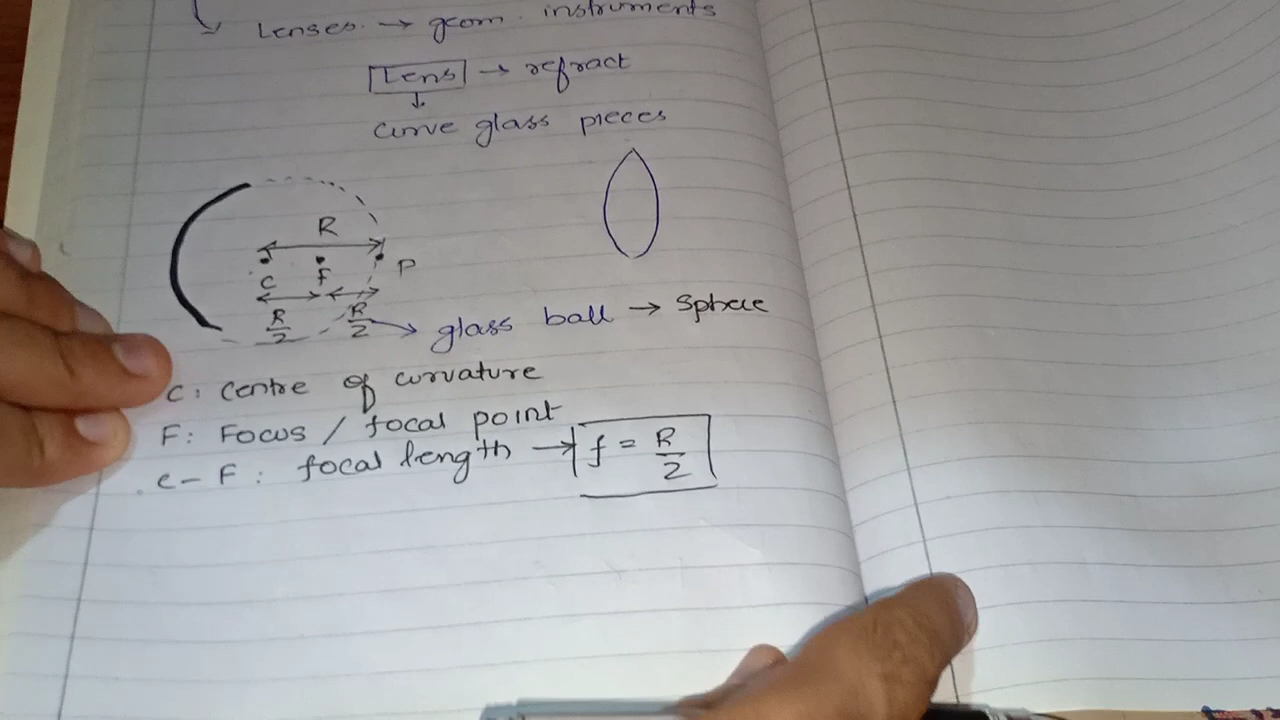 Lenses. → geom. instruments
Lens → refract
curve glass pieces
R
C F P
R/2 R/2 → glass ball → Sphere
C: Centre of curvature
F: Focus / focal point
C-F: focal length → f = R/2